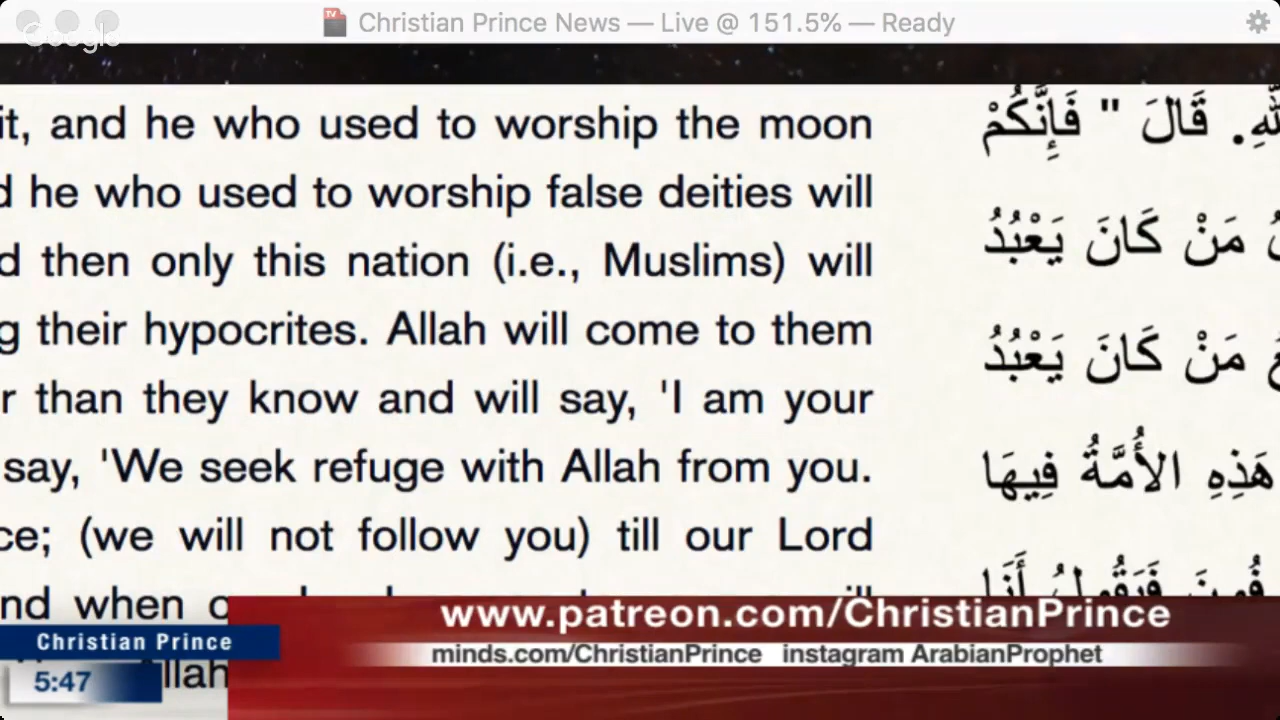 Christian Prince News — Live @ 151.5% — Ready
Google
it, and he who used to worship the moon
d he who used to worship false deities will
d then only this nation (i.e., Muslims) will
g their hypocrites. Allah will come to them
r than they know and will say, 'I am your
say, 'We seek refuge with Allah from you.
ce; (we will not follow you) till our Lord
nd when
llah
قَالَ " فَإِنَّكُمْ
مَنْ كَانَ يَعْبُدُ
مَنْ كَانَ يَعْبُدُ
هَذِهِ الأُمَّةُ فِيهَا
فَيَقُولُ أَنَا
www.patreon.com/ChristianPrince
minds.com/ChristianPrince instagram ArabianProphet
Christian Prince
5:47